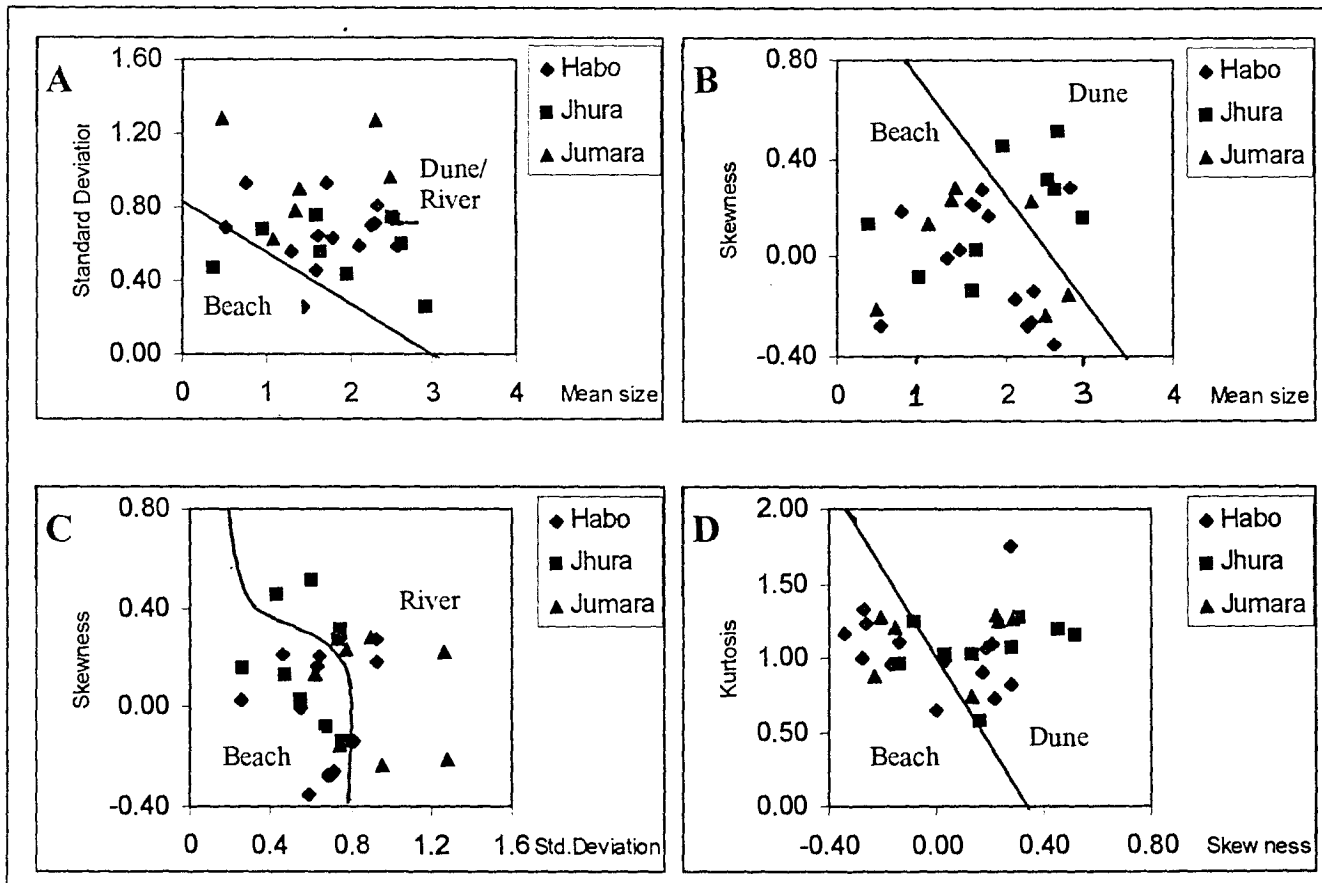 A
1.60
1.20
0.80
0.40
0.00
Standard Deviatior
0 1 2 3 4
Mean size
Dune/
River
Beach
Habo
Jhura
Jumara
B
0.80
0.40
0.00
-0.40
Skewness
0 1 2 3 4
Mean size
Beach
Dune
Habo
Jhura
Jumara
C
0.80
0.40
0.00
-0.40
Skewness
0 0.4 0.8 1.2 1.6 Std.Deviation
River
Beach
Habo
Jhura
Jumara
D
2.00
1.50
1.00
0.50
0.00
Kurtosis
-0.40 0.00 0.40 0.80
Skew ness
Beach
Dune
Habo
Jhura
Jumara